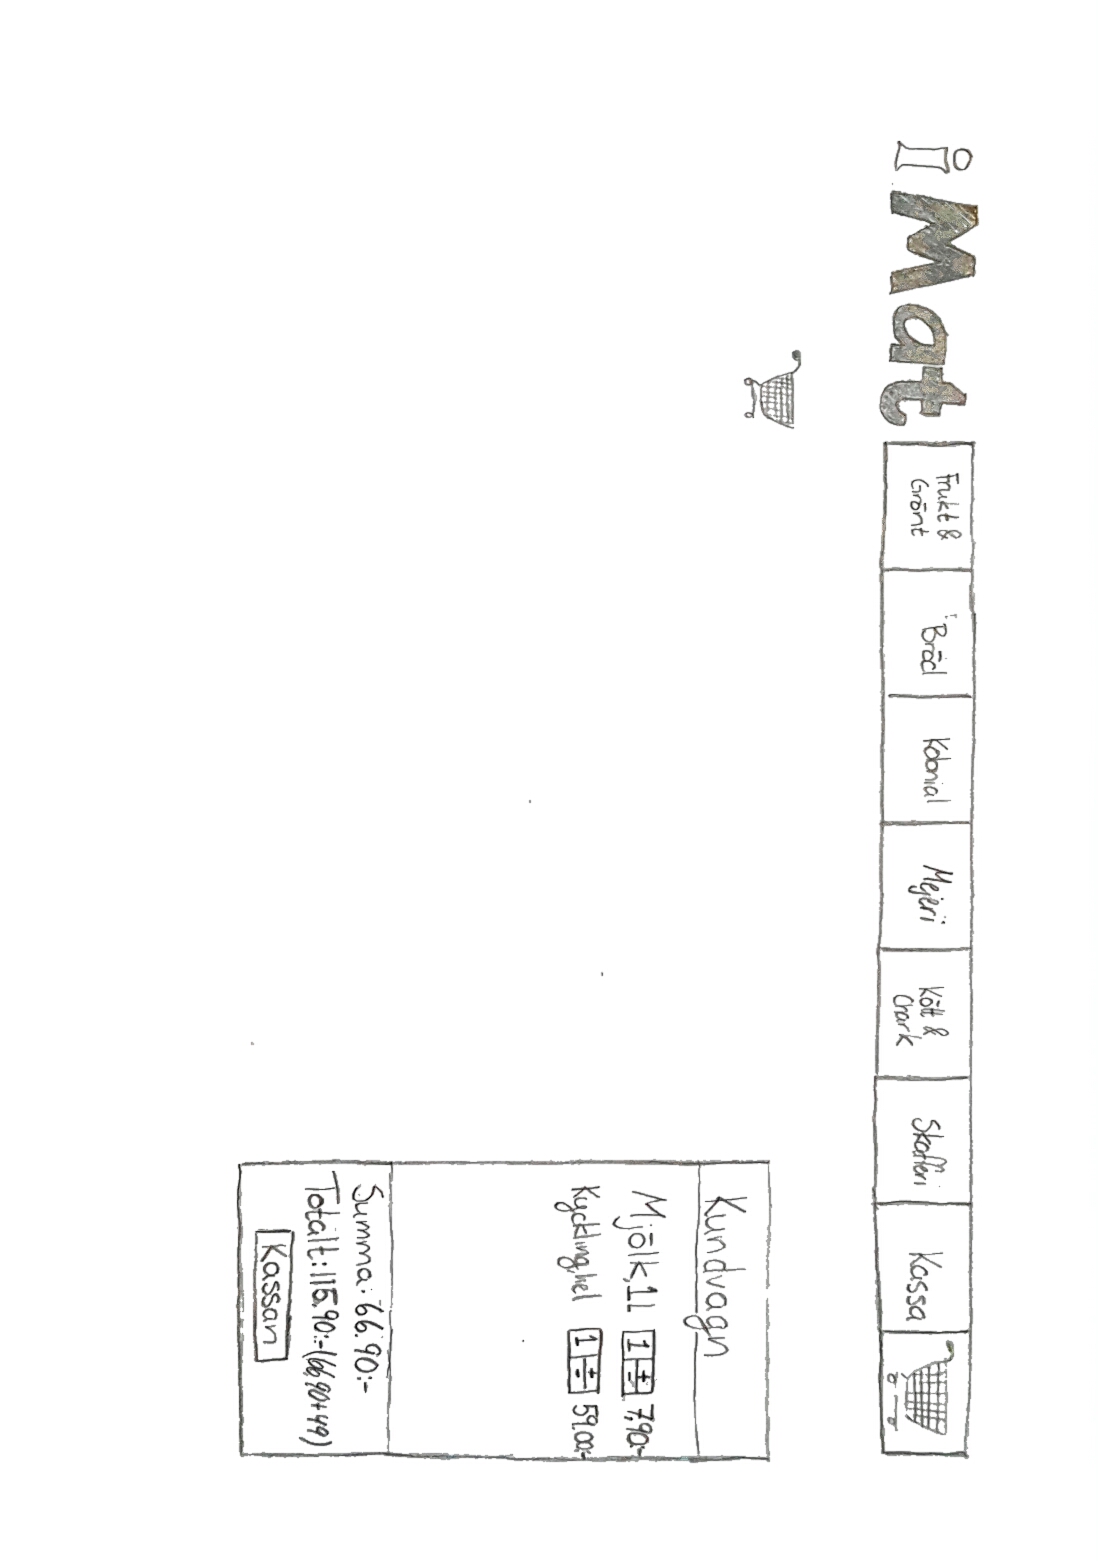 iMat
Frukt &
Grönt
Bröd
Kolonial
Mejeri
Kött &
Chark
Skafferi
Kassa
Kundvagn
Mjölk,1l 1 ± 7,90:-
Kyckling,hel 1 ± 59.00:-
Summa: 66.90:-
Totalt: 115.90:- (66.90+49)
Kassan